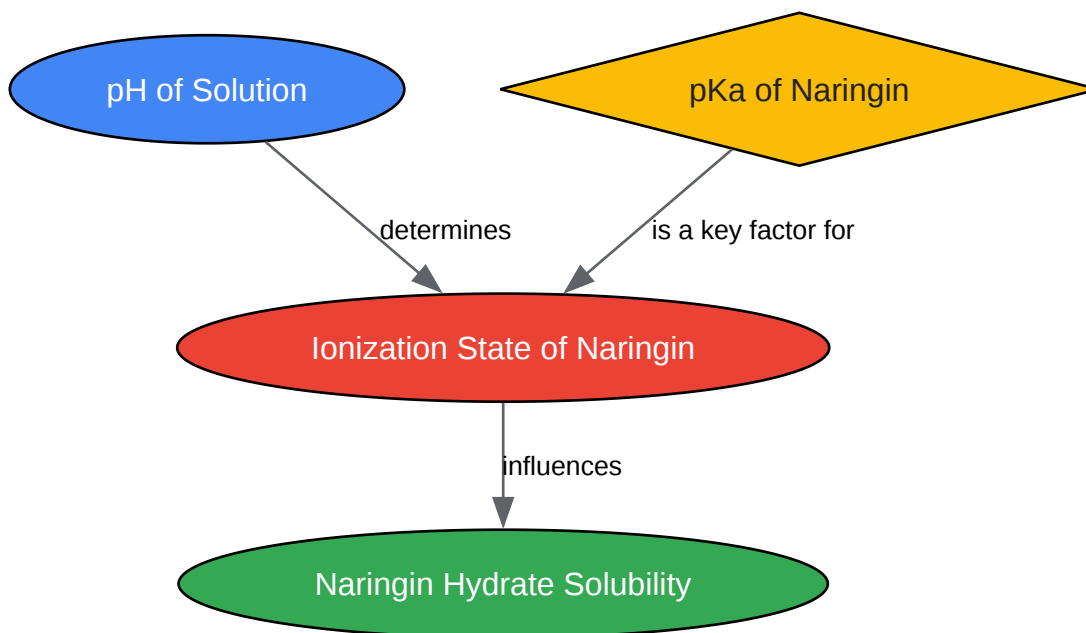 pH of Solution
pKa of Naringin
determines
is a key factor for
Ionization State of Naringin
influences
Naringin Hydrate Solubility